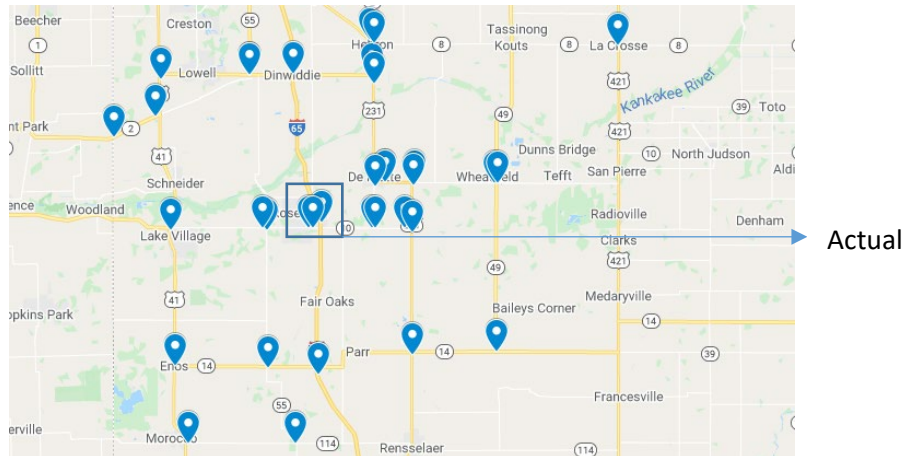 Beecher
Creston
55
Tassinong
Kouts
1
8
8
La Crosse
Sollitt
Lowell
Dinwiddie
421
Kankakee River
231
49
39
Toto
2
65
421
41
Dunns Bridge
10
North Judson
Schneider
Tefft
San Pierre
Woodland
10
Radioville
Denham
Lake Village
Actual
Clarks
421
49
41
Fair Oaks
Medaryville
Baileys Corner
14
Parr
14
Enos
14
39
Francesville
55
114
Rensselaer
114